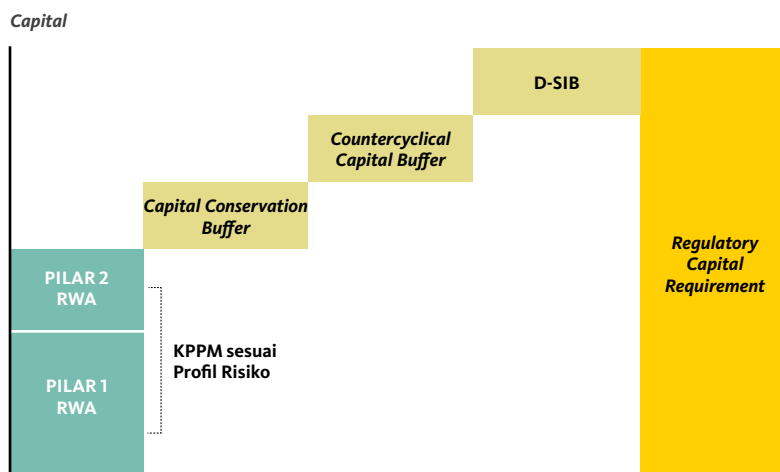 Capital
D-SIB
Countercyclical
Capital Buffer
Capital Conservation
Buffer
Regulatory
Capital
Requirement
PILAR 2
RWA
KPPM sesuai
Profil Risiko
PILAR 1
RWA